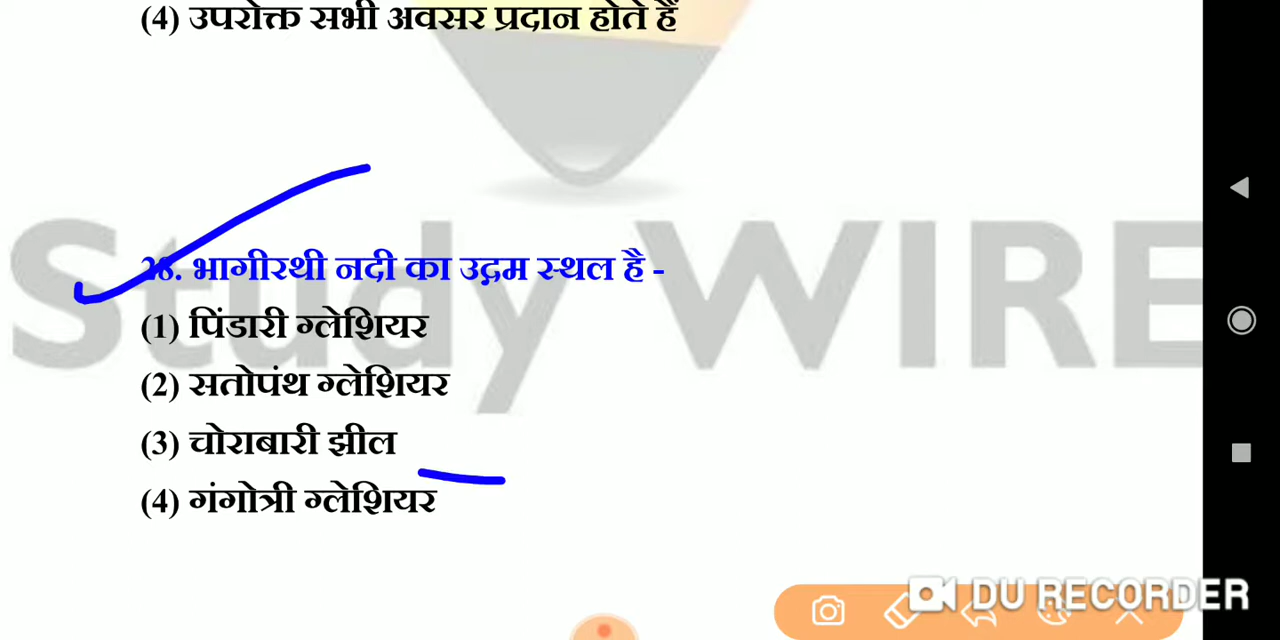 (4) उपरोक्त सभी अवसर प्रदान होते हैं
Study WIRE
28. भागीरथी नदी का उद्गम स्थल है -
(1) पिंडारी ग्लेशियर
(2) सतोपंथ ग्लेशियर
(3) चोराबारी झील
(4) गंगोत्री ग्लेशियर
DU RECORDER